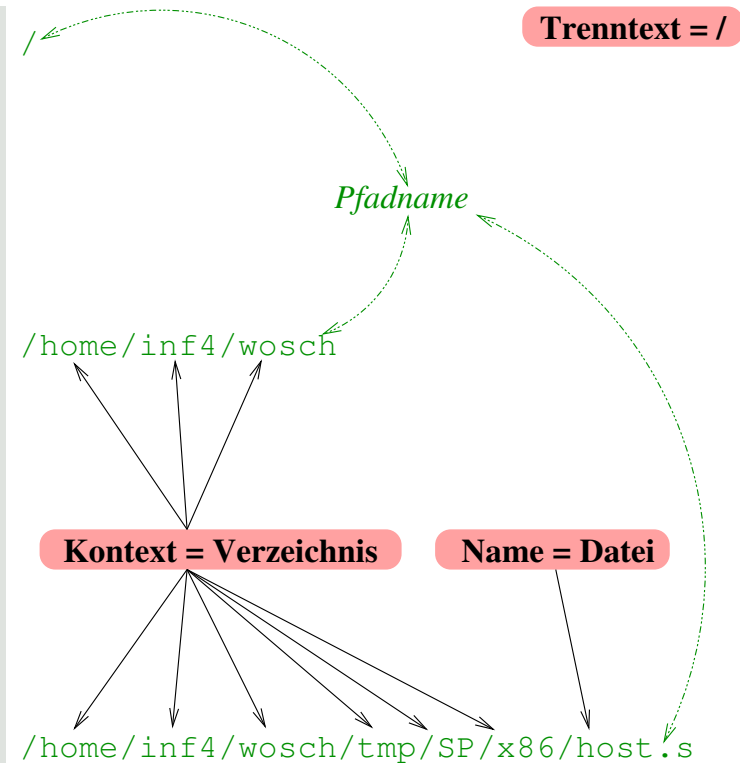 Trenntext = /
/
Pfadname
/home/inf4/wosch
Kontext = Verzeichnis
Name = Datei
/home/inf4/wosch/tmp/SP/x86/host.s